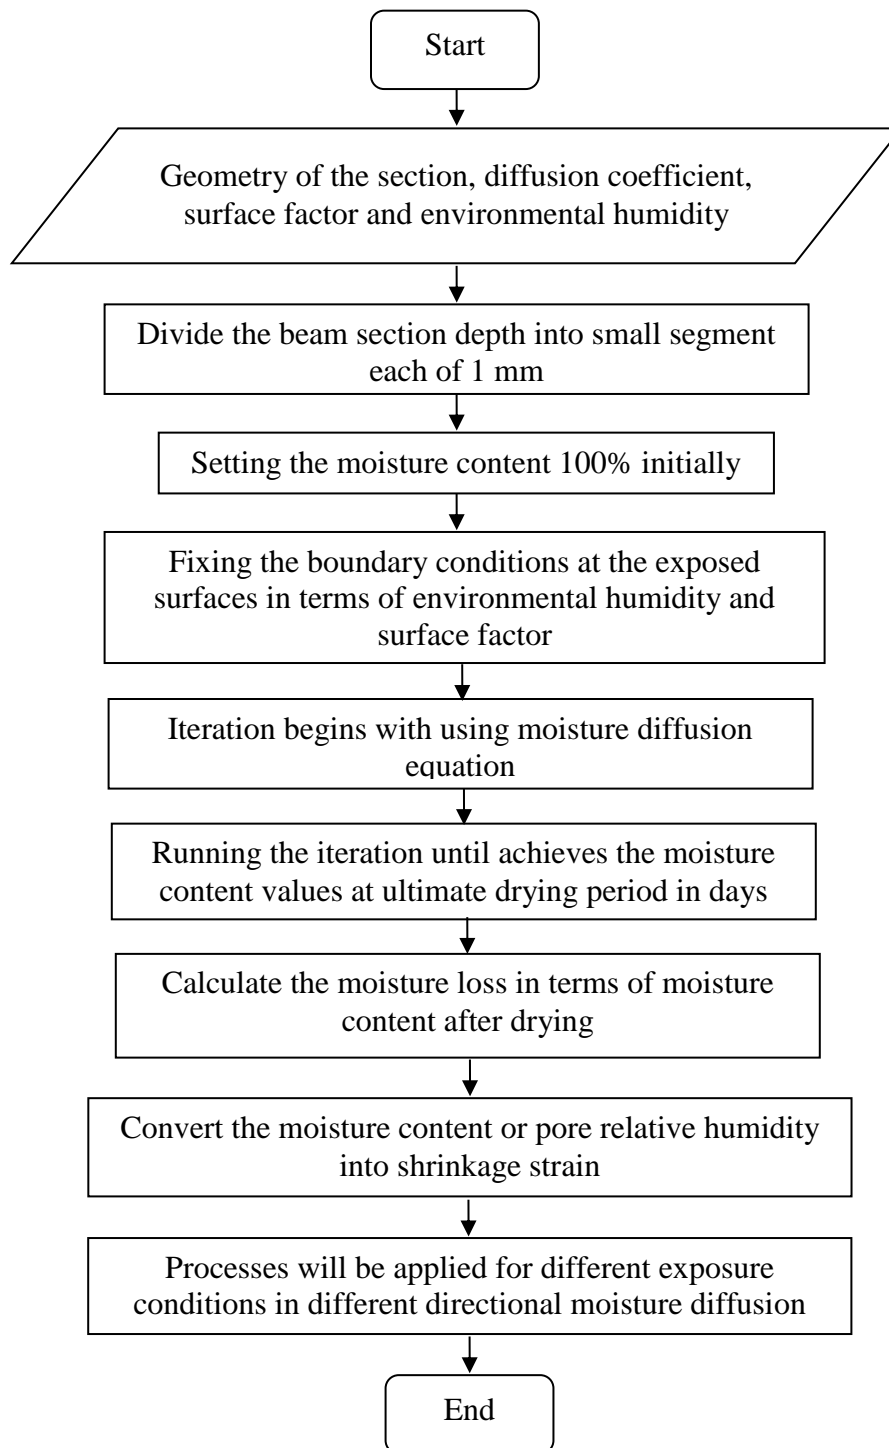 Start
Geometry of the section, diffusion coefficient,
surface factor and environmental humidity
Divide the beam section depth into small segment
each of 1 mm
Setting the moisture content 100% initially
Fixing the boundary conditions at the exposed
surfaces in terms of environmental humidity and
surface factor
Iteration begins with using moisture diffusion
equation
Running the iteration until achieves the moisture
content values at ultimate drying period in days
Calculate the moisture loss in terms of moisture
content after drying
Convert the moisture content or pore relative humidity
into shrinkage strain
Processes will be applied for different exposure
conditions in different directional moisture diffusion
End